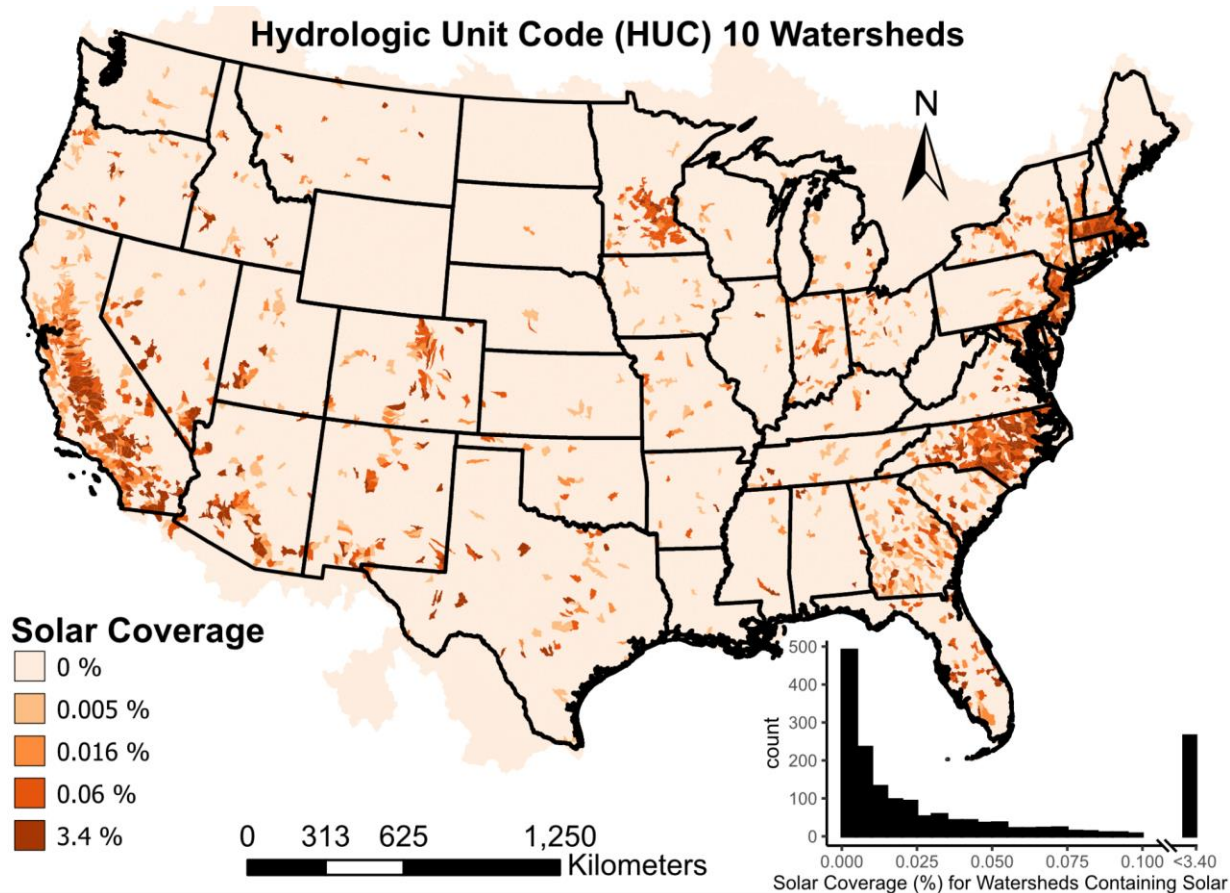 Hydrologic Unit Code (HUC) 10 Watersheds
N
Solar Coverage
0 %
0.005 %
0.016 %
0.06 %
3.4 %
0 313 625 1,250
Kilometers
500
400
300
200
100
0
count
0.000 0.025 0.050 0.075 0.100 <3.40
Solar Coverage (%) for Watersheds Containing Solar